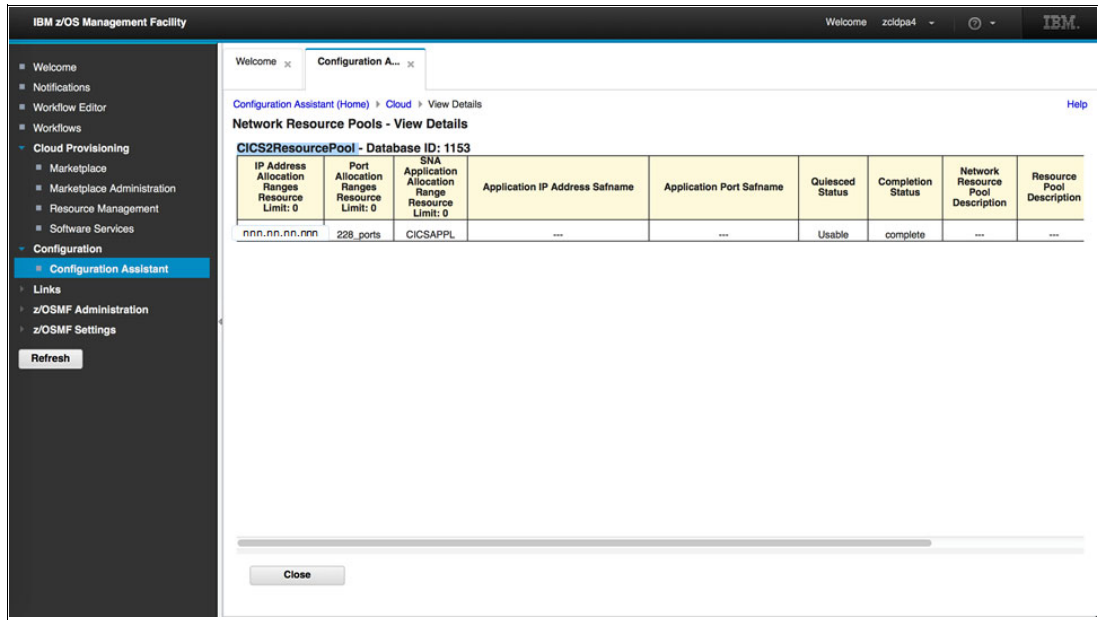 IBM z/OS Management Facility
Welcome zcldpa4
IBM.
Welcome
Notifications
Workflow Editor
Workflows
Cloud Provisioning
Marketplace
Marketplace Administration
Resource Management
Software Services
Configuration
Configuration Assistant
Links
z/OSMF Administration
z/OSMF Settings
Refresh
Welcome
Configuration A...
Configuration Assistant (Home) Cloud View Details
Help
Network Resource Pools - View Details
CICS2ResourcePool - Database ID: 1153
IP Address Allocation Ranges Resource Limit: 0
Port Allocation Ranges Resource Limit: 0
SNA Application Allocation Range Resource Limit: 0
Application IP Address Safname
Application Port Safname
Quiesced Status
Completion Status
Network Resource Pool Description
Resource Pool Description
nnn.nn.nn.nnn 228_ports CICSAPPL --- --- Usable complete --- ---
Close